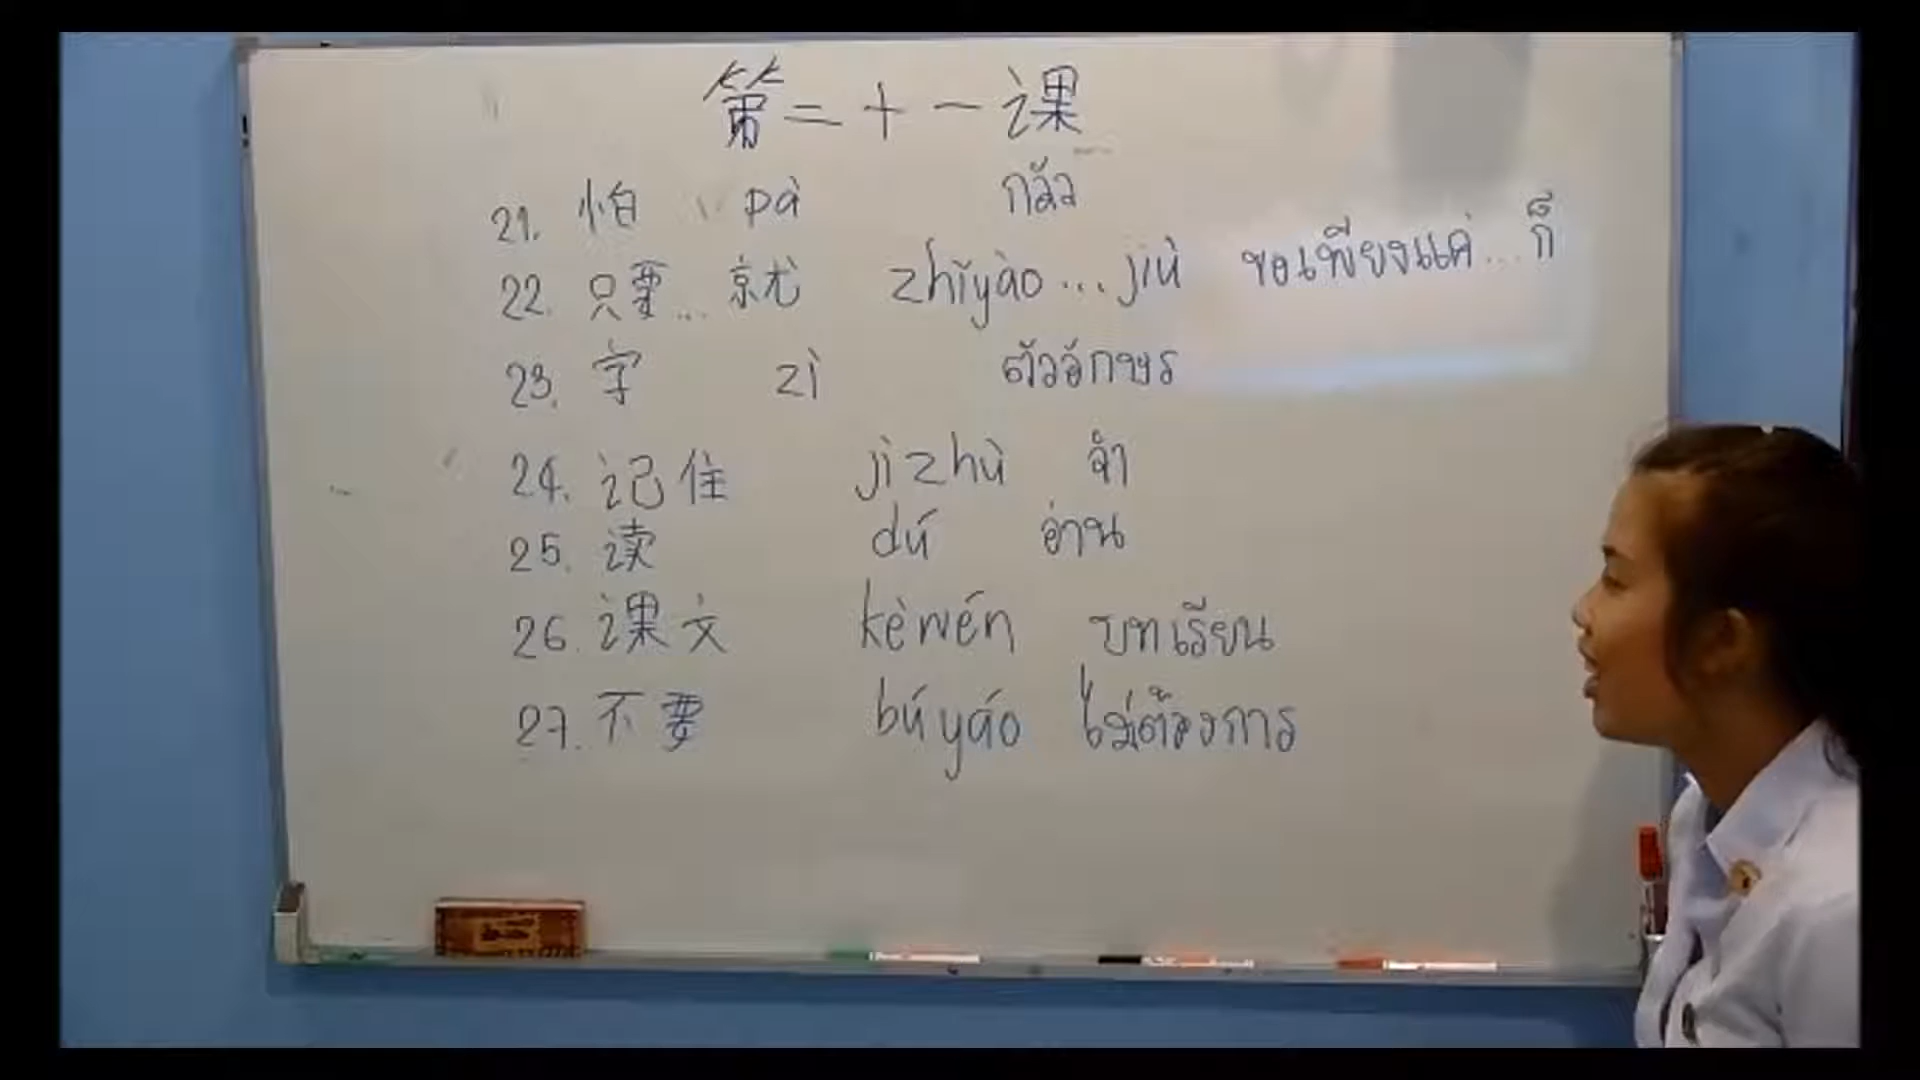 第二十一课
21. 怕 pà กลัว
22. 只要... 就 zhǐyào...jiù ขอเพียงแค่...ก็
23. 字 zì ตัวอักษร
24. 记住 jìzhù จำ
25. 读 dú อ่าน
26. 课文 kèwén บทเรียน
27. 不要 búyáo ไม่ต้องการ